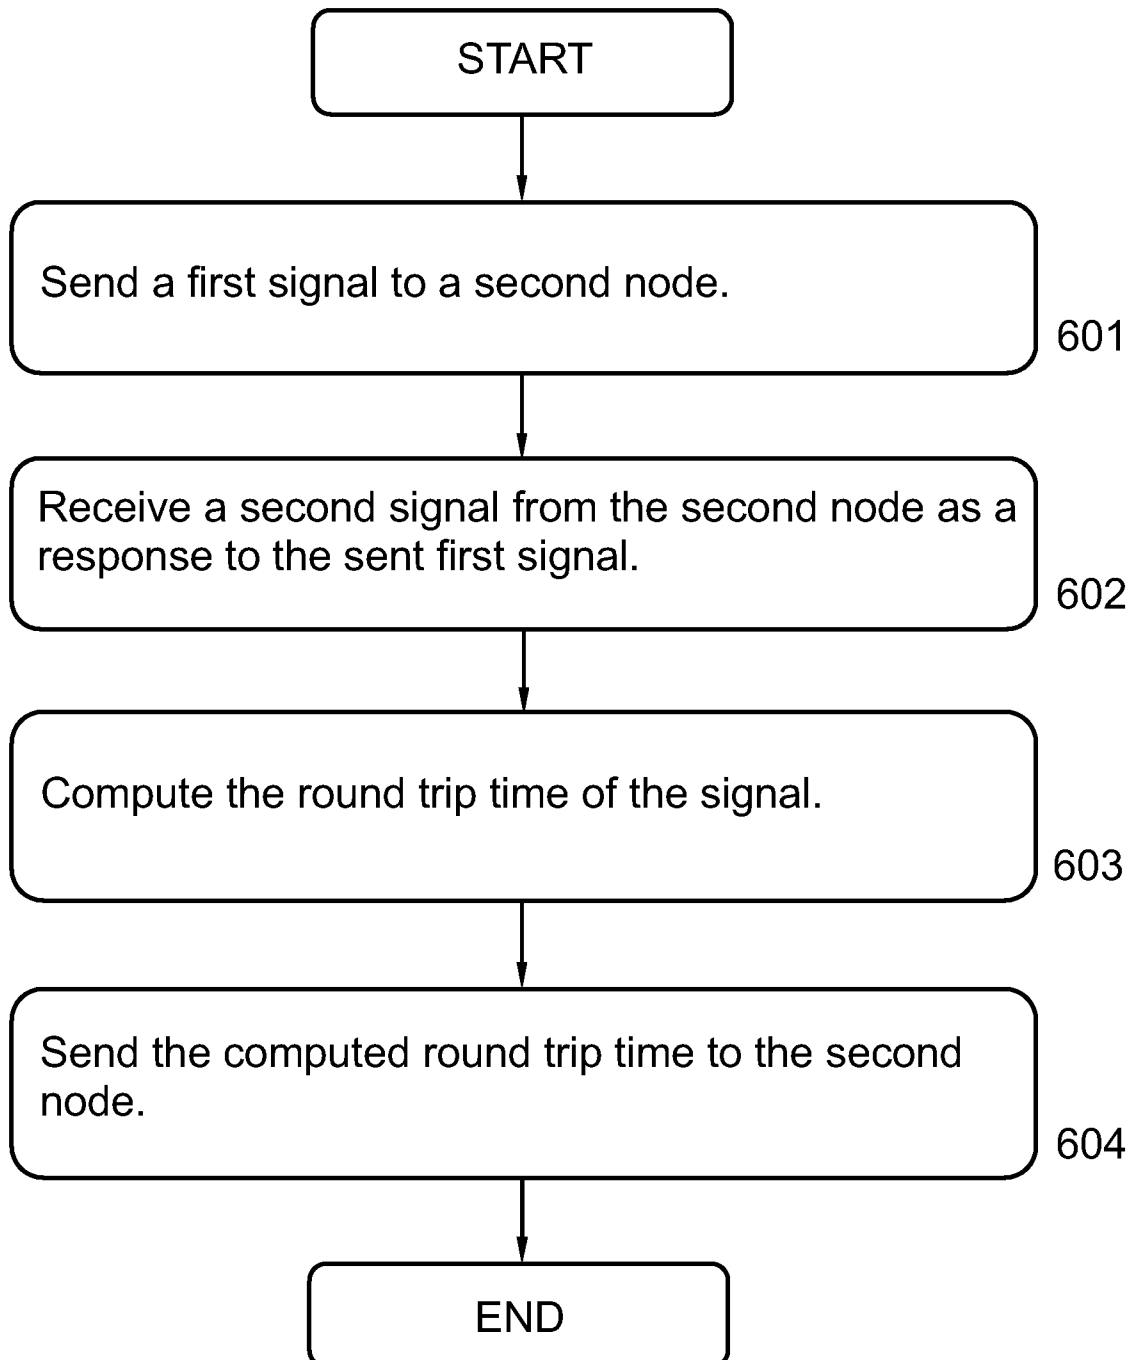 START
Send a first signal to a second node.
601
Receive a second signal from the second node as a
response to the sent first signal.
602
Compute the round trip time of the signal.
603
Send the computed round trip time to the second
node.
604
END